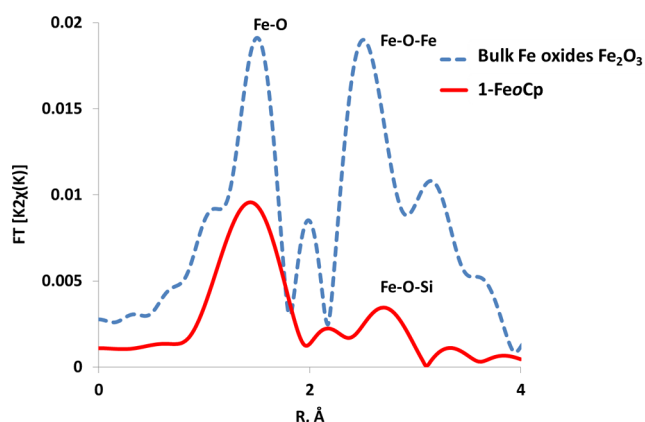 0.02
0.015
0.01
0.005
0
FT [K2χ(K)]
Fe-O
Fe-O-Fe
Bulk Fe oxides Fe₂O₃
1-FeoCp
Fe-O-Si
0
2
4
R. Å